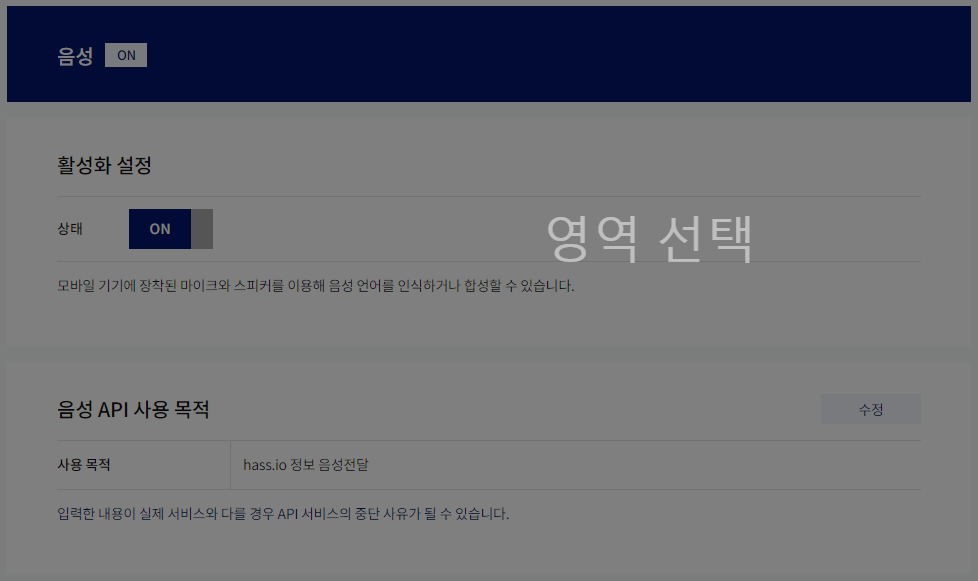 음성 ON
활성화 설정
상태 ON
영역 선택
모바일 기기에 장착된 마이크와 스피커를 이용해 음성 언어를 인식하거나 합성할 수 있습니다.
음성 API 사용 목적 수정
사용 목적 hass.io 정보 음성전달
입력한 내용이 실제 서비스와 다를 경우 API 서비스의 중단 사유가 될 수 있습니다.